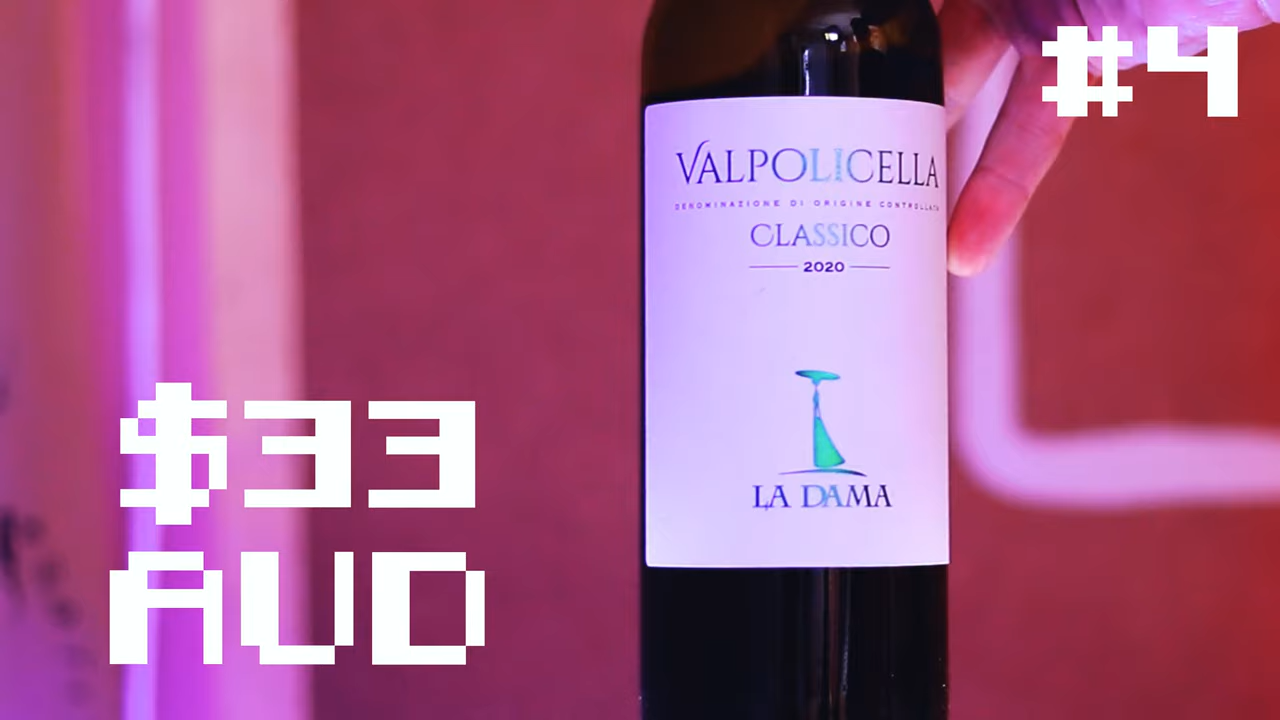 #4
VALPOLICELLA
DENOMINAZIONE DI ORIGINE CONTROLLATA
CLASSICO
2020
LA DAMA
$33
AUD